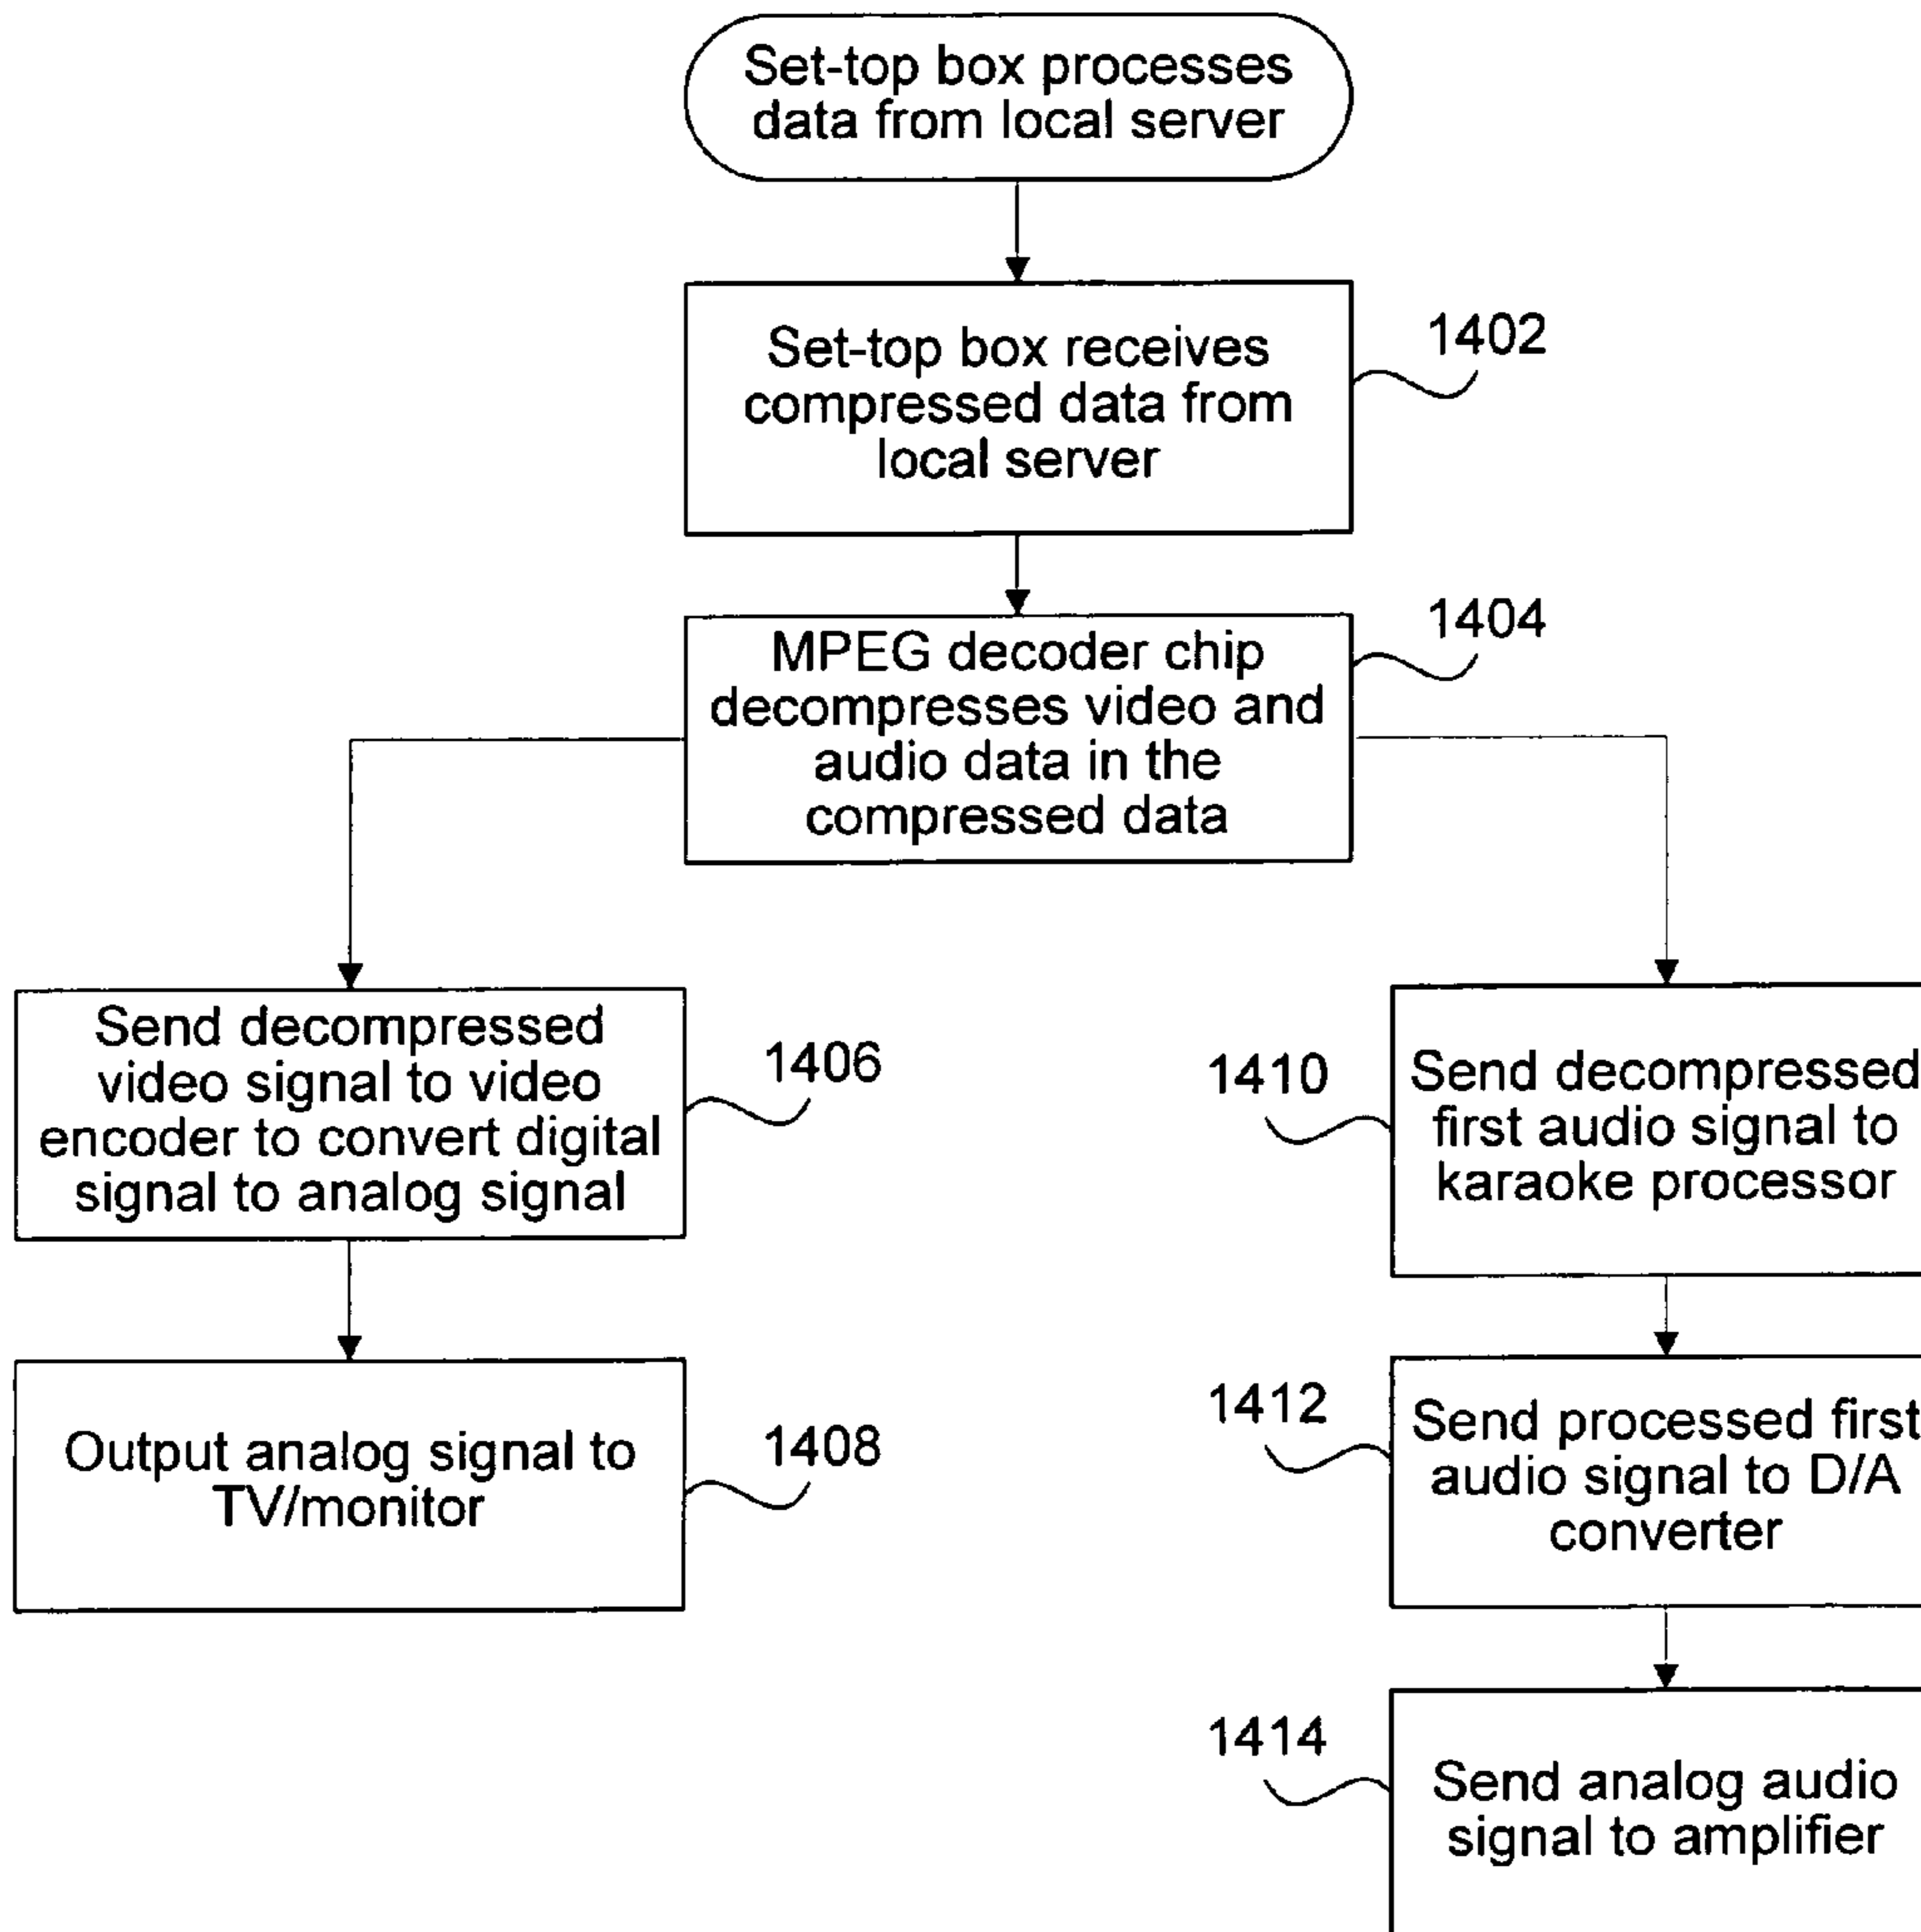 Set-top box processes
data from local server
Set-top box receives
compressed data from
local server
1402
MPEG decoder chip
decompresses video and
audio data in the
compressed data
1404
Send decompressed
video signal to video
encoder to convert digital
signal to analog signal
1406
Output analog signal to
TV/monitor
1408
1410
Send decompressed
first audio signal to
karaoke processor
1412
Send processed first
audio signal to D/A
converter
1414
Send analog audio
signal to amplifier